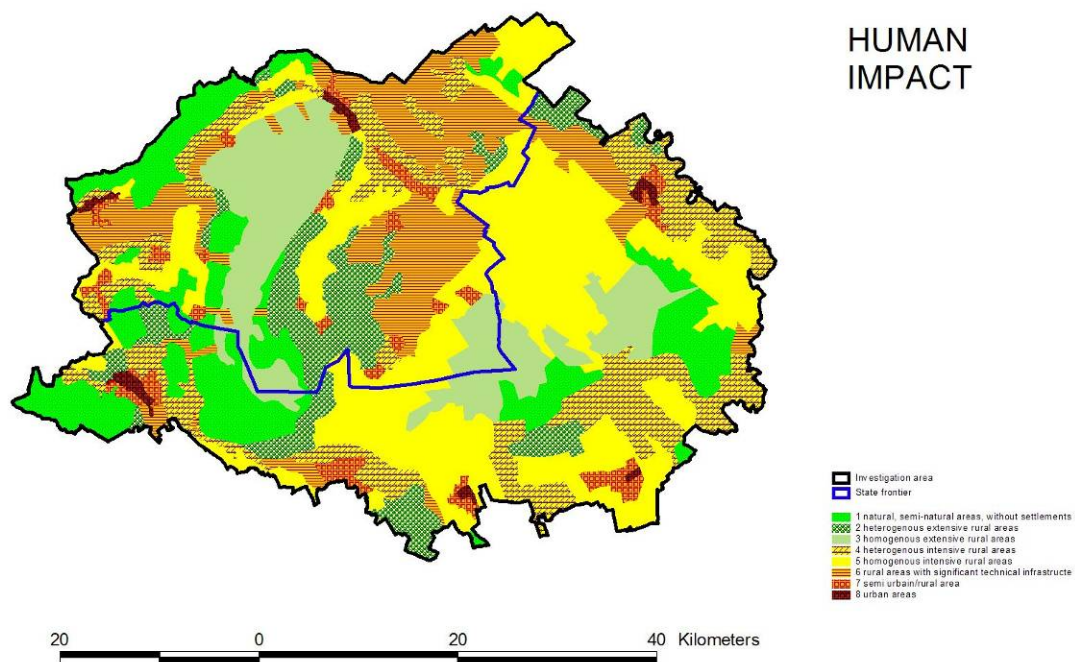 HUMAN
IMPACT
Investigation area
State frontier
1 natural, semi-natural areas, without settlements
2 heterogenous extensive rural areas
3 homogenous extensive rural areas
4 heterogenous intensive rural areas
5 homogenous intensive rural areas
6 rural areas with significant technical infrastructe
7 semi urbain/rural area
8 urban areas
20 0 20 40 Kilometers